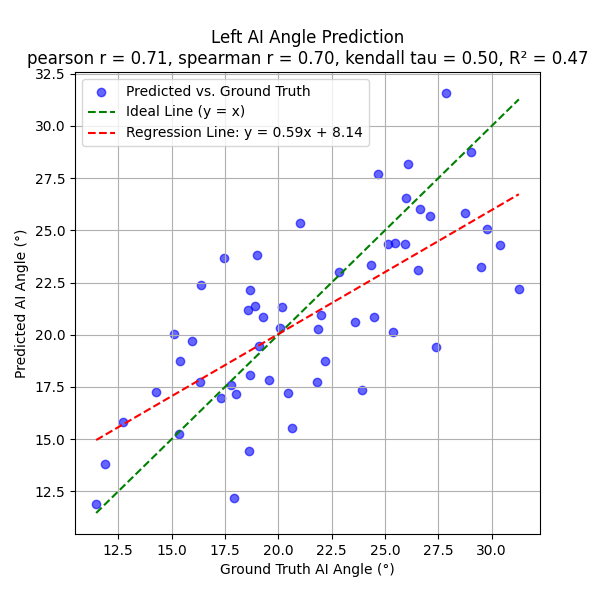 Left AI Angle Prediction
pearson r = 0.71, spearman r = 0.70, kendall tau = 0.50, R² = 0.47
Predicted vs. Ground Truth
Ideal Line (y = x)
Regression Line: y = 0.59x + 8.14
32.5
30.0
27.5
25.0
22.5
20.0
17.5
15.0
12.5
Predicted AI Angle (°)
12.5 15.0 17.5 20.0 22.5 25.0 27.5 30.0
Ground Truth AI Angle (°)